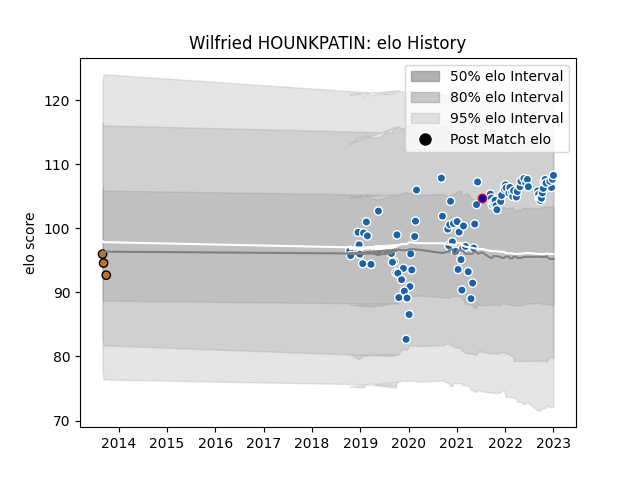 Wilfried HOUNKPATIN: elo History
50% elo Interval
80% elo Interval
95% elo Interval
Post Match elo
elo score
120
110
100
90
80
70
2014 2015 2016 2017 2018 2019 2020 2021 2022 2023